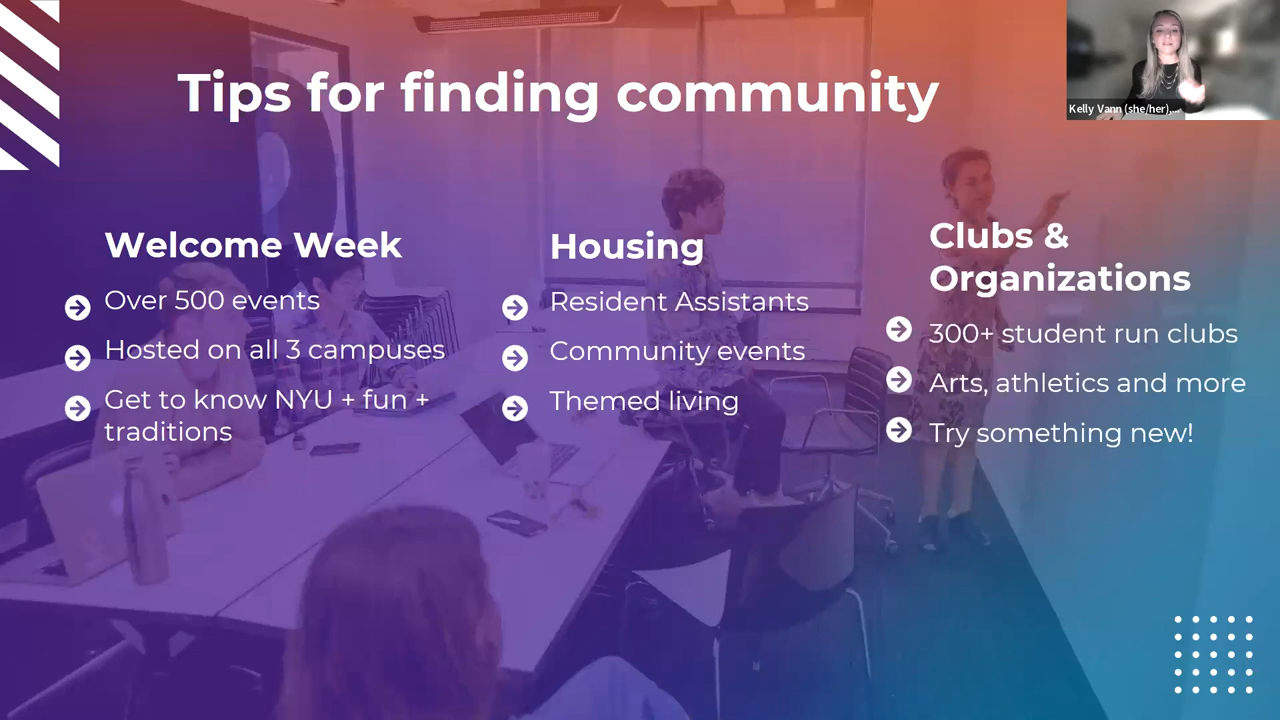 Tips for finding community
Kelly Vann (she/her),...
Welcome Week
Over 500 events
Hosted on all 3 campuses
Get to know NYU + fun +
traditions
Housing
Resident Assistants
Community events
Themed living
Clubs &
Organizations
300+ student run clubs
Arts, athletics and more
Try something new!